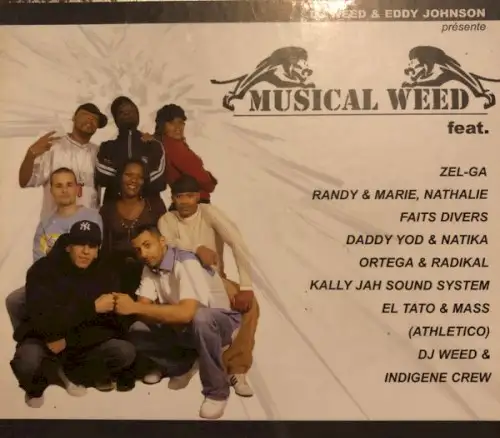 DJ WEED & EDDY JOHNSON
présente
MUSICAL WEED
feat.
ZEL-GA
RANDY & MARIE, NATHALIE
FAITS DIVERS
DADDY YOD & NATIKA
ORTEGA & RADIKAL
KALLY JAH SOUND SYSTEM
EL TATO & MASS
(ATHLETICO)
DJ WEED &
INDIGENE CREW